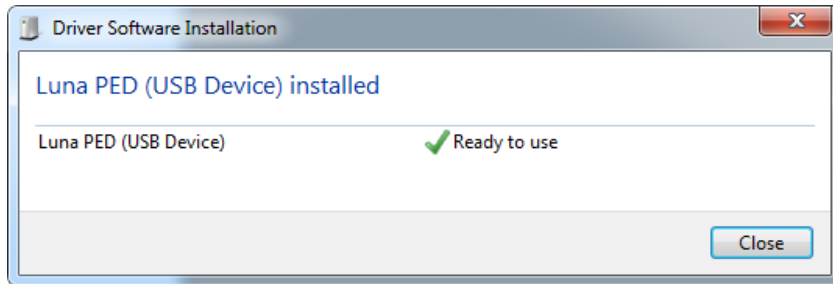 Driver Software Installation
Luna PED (USB Device) installed
Luna PED (USB Device) Ready to use
Close